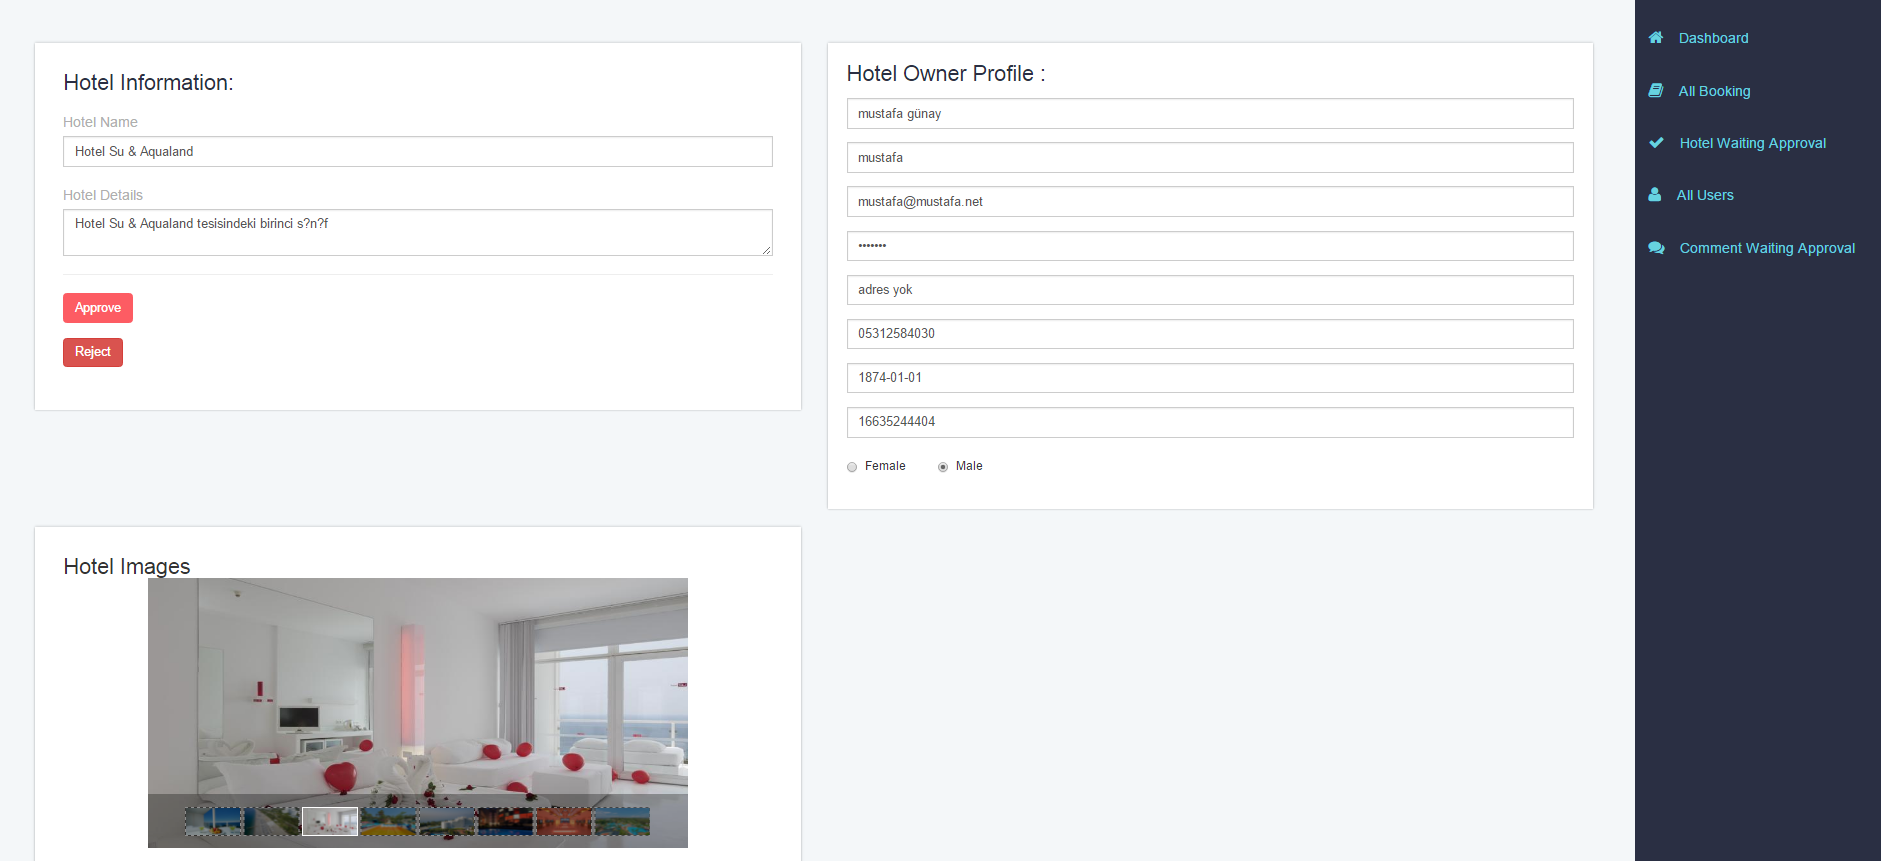 Hotel Information:
Hotel Name
Hotel Su & Aqualand
Hotel Details
Hotel Su & Aqualand tesisindeki birinci s?n?f
Approve
Reject
Hotel Owner Profile :
mustafa günay
mustafa
mustafa@mustafa.net
•••••••
adres yok
05312584030
1874-01-01
16635244404
Female Male
Hotel Images
Dashboard
All Booking
Hotel Waiting Approval
All Users
Comment Waiting Approval